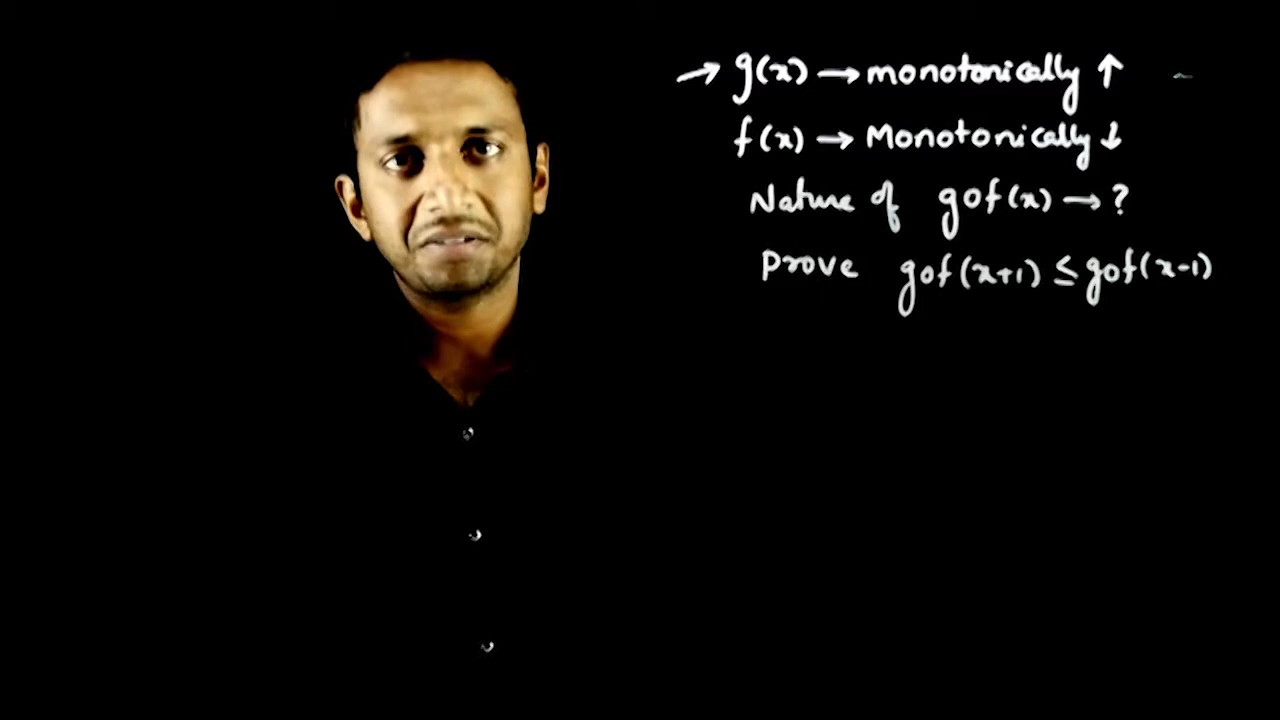 → g(x) → monotonically ↑
f(x) → Monotonically ↓
Nature of gof(x) → ?
Prove gof(x+1) ≤ gof(x-1)